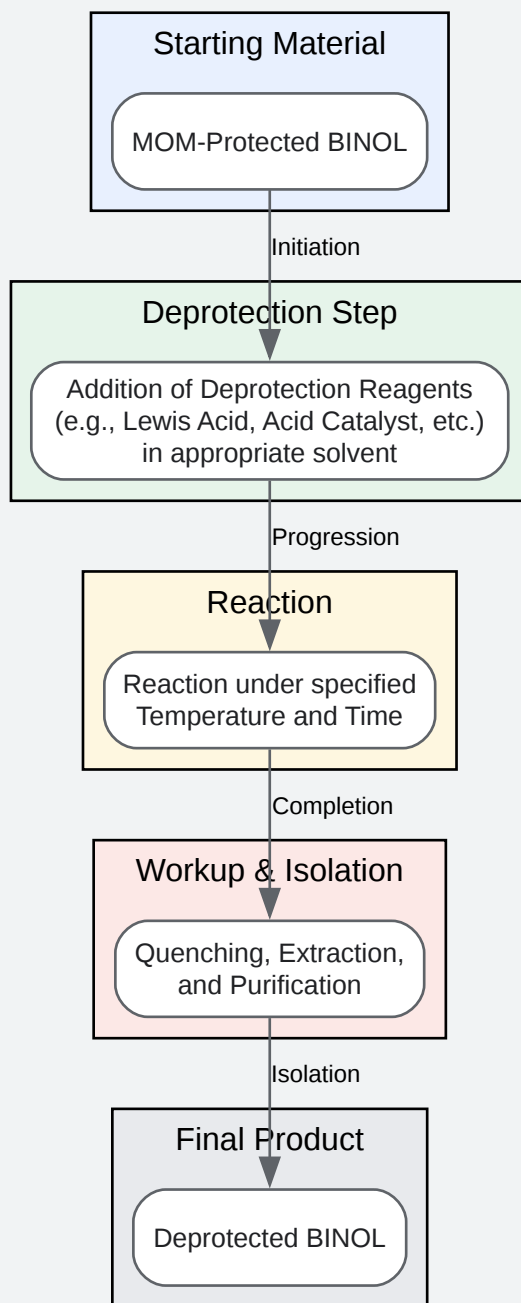 Starting Material
MOM-Protected BINOL
Initiation
Deprotection Step
Addition of Deprotection Reagents
(e.g., Lewis Acid, Acid Catalyst, etc.)
in appropriate solvent
Progression
Reaction
Reaction under specified
Temperature and Time
Completion
Workup & Isolation
Quenching, Extraction,
and Purification
Isolation
Final Product
Deprotected BINOL